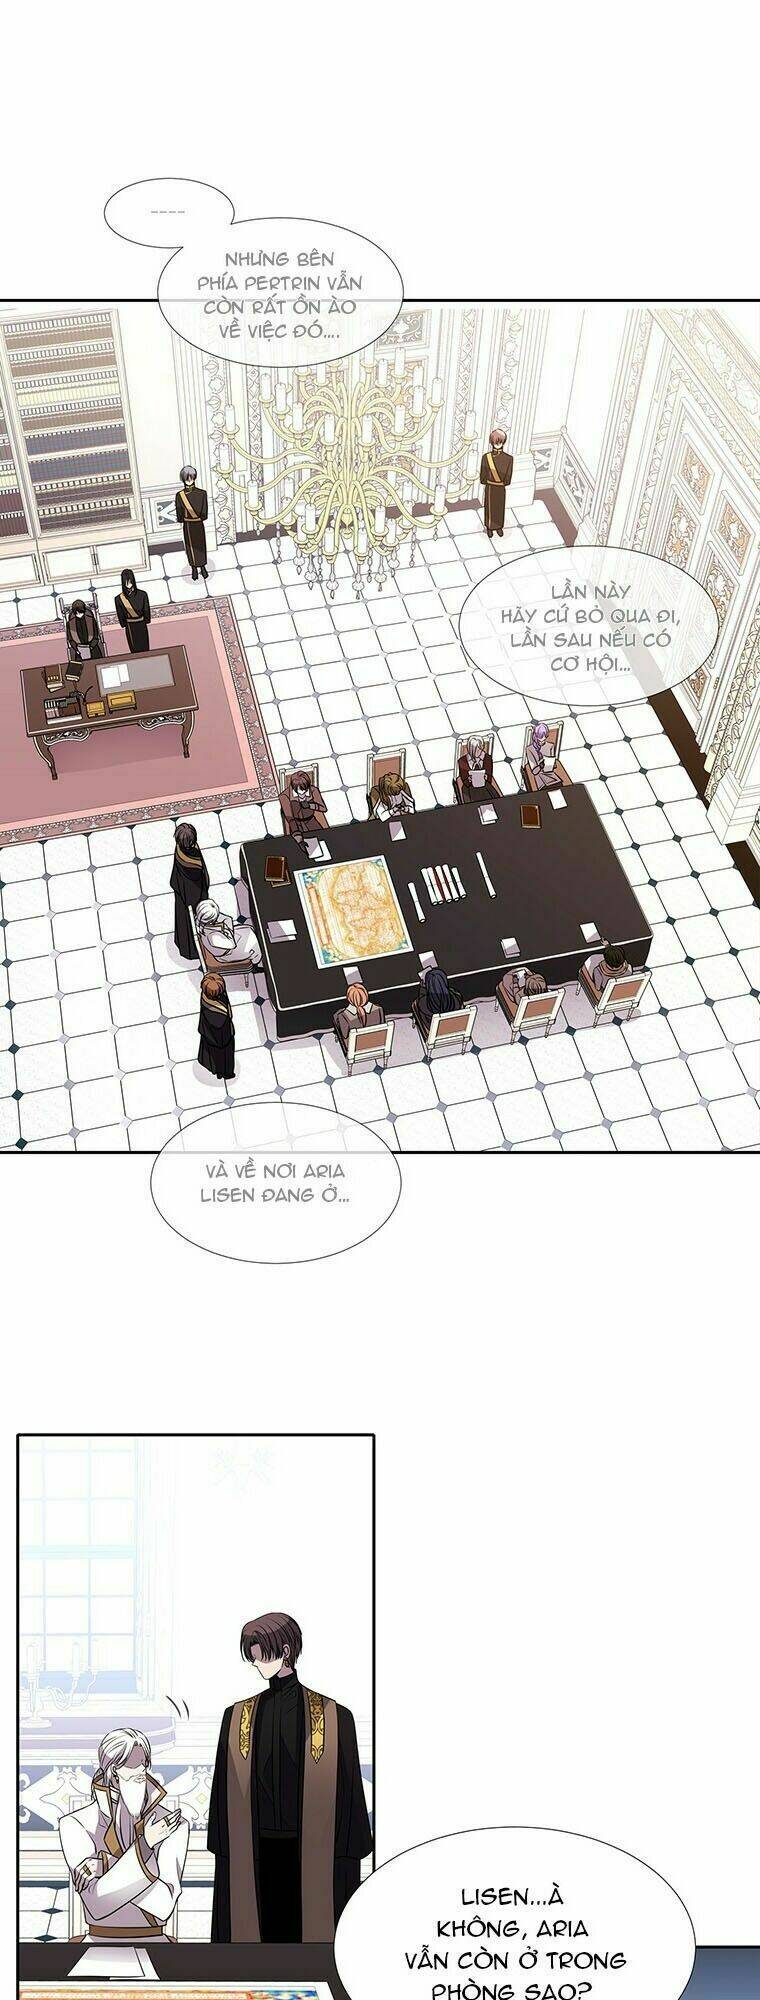 ----
NHƯNG BÊN
PHÍA PERTRIN VẪN
CÒN RẤT ỒN ÀO
VỀ VIỆC ĐÓ....
LẦN NÀY
HÃY CỨ BỎ QUA ĐI,
LẦN SAU NẾU CÓ
CƠ HỘI...
VÀ VỀ NƠI ARIA
LISEN ĐANG Ở...
LISEN...À
KHÔNG, ARIA
VẪN CÒN Ở TRONG
PHÒNG SAO?